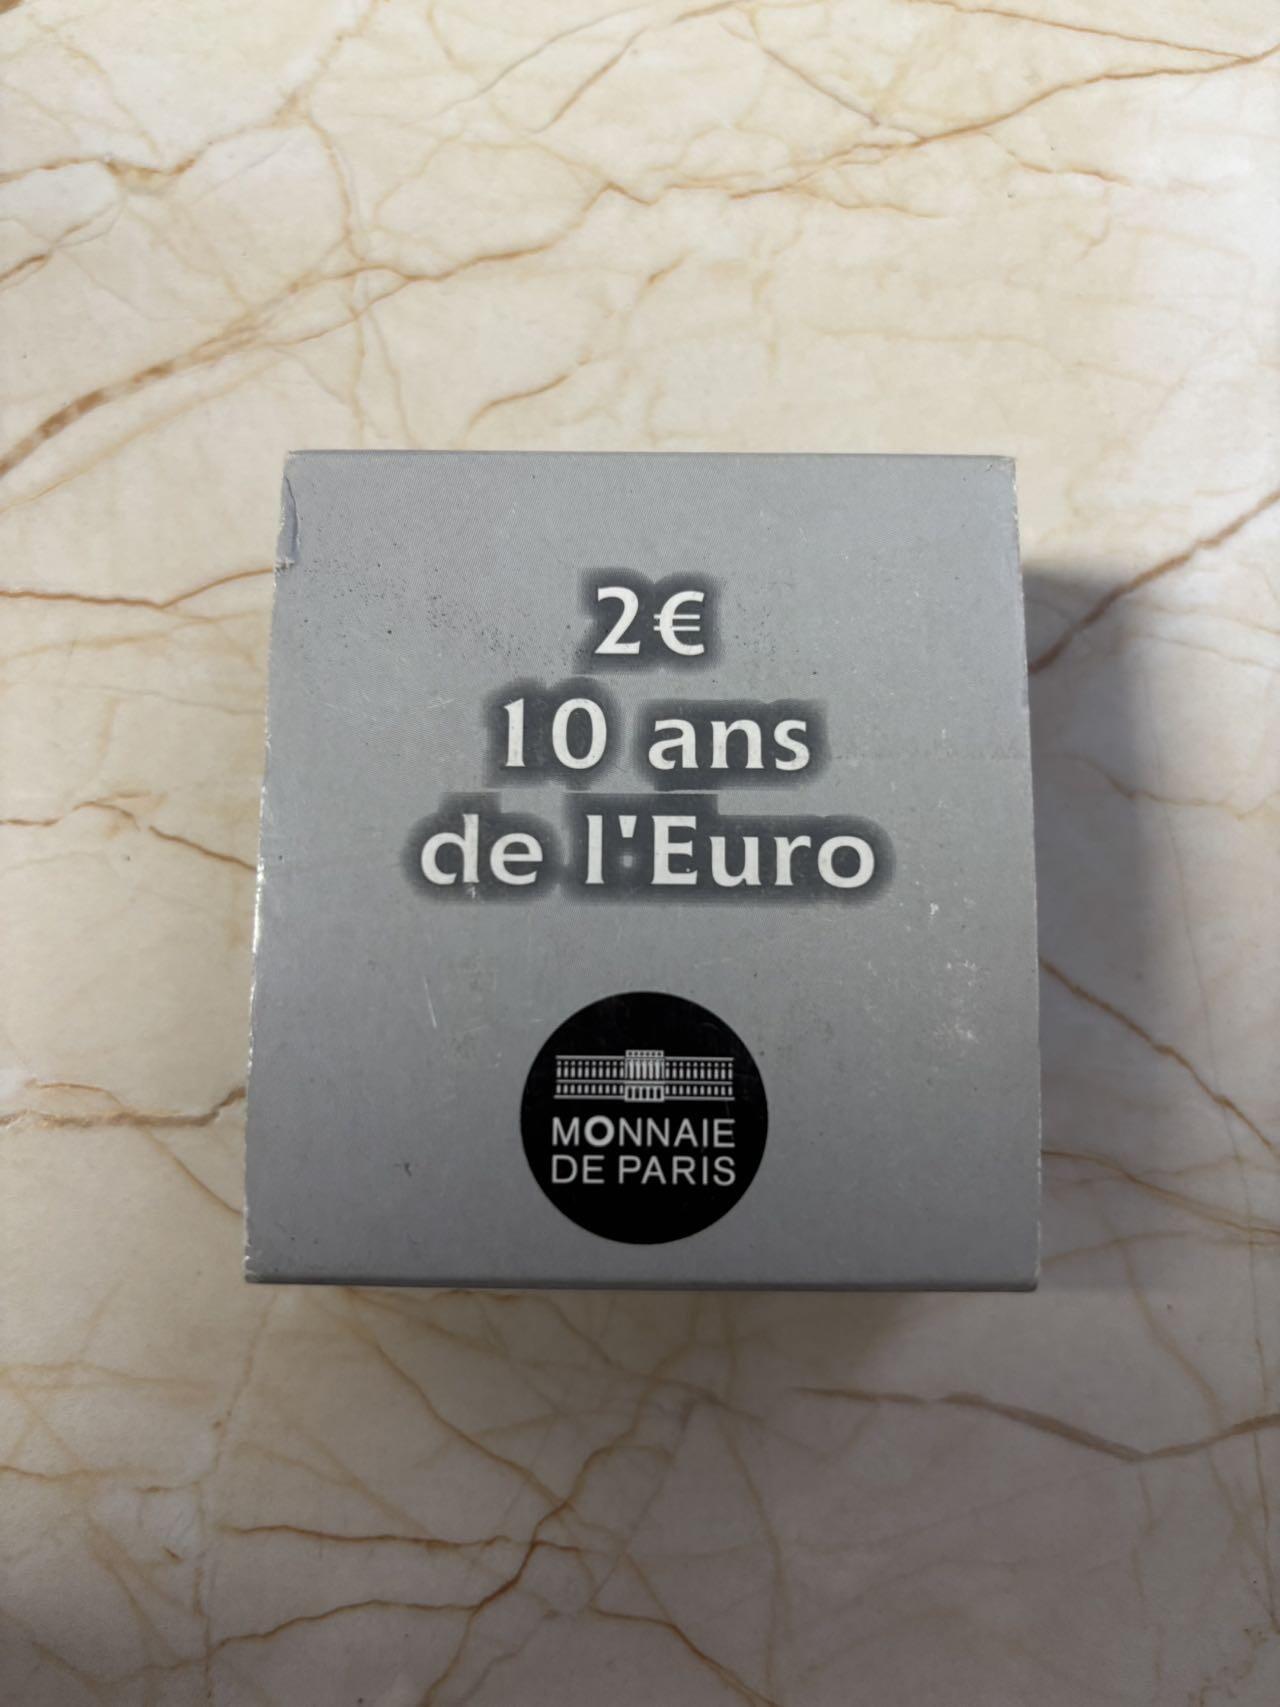 2€
10 ans
de l'Euro
MONNAIE
DE PARIS